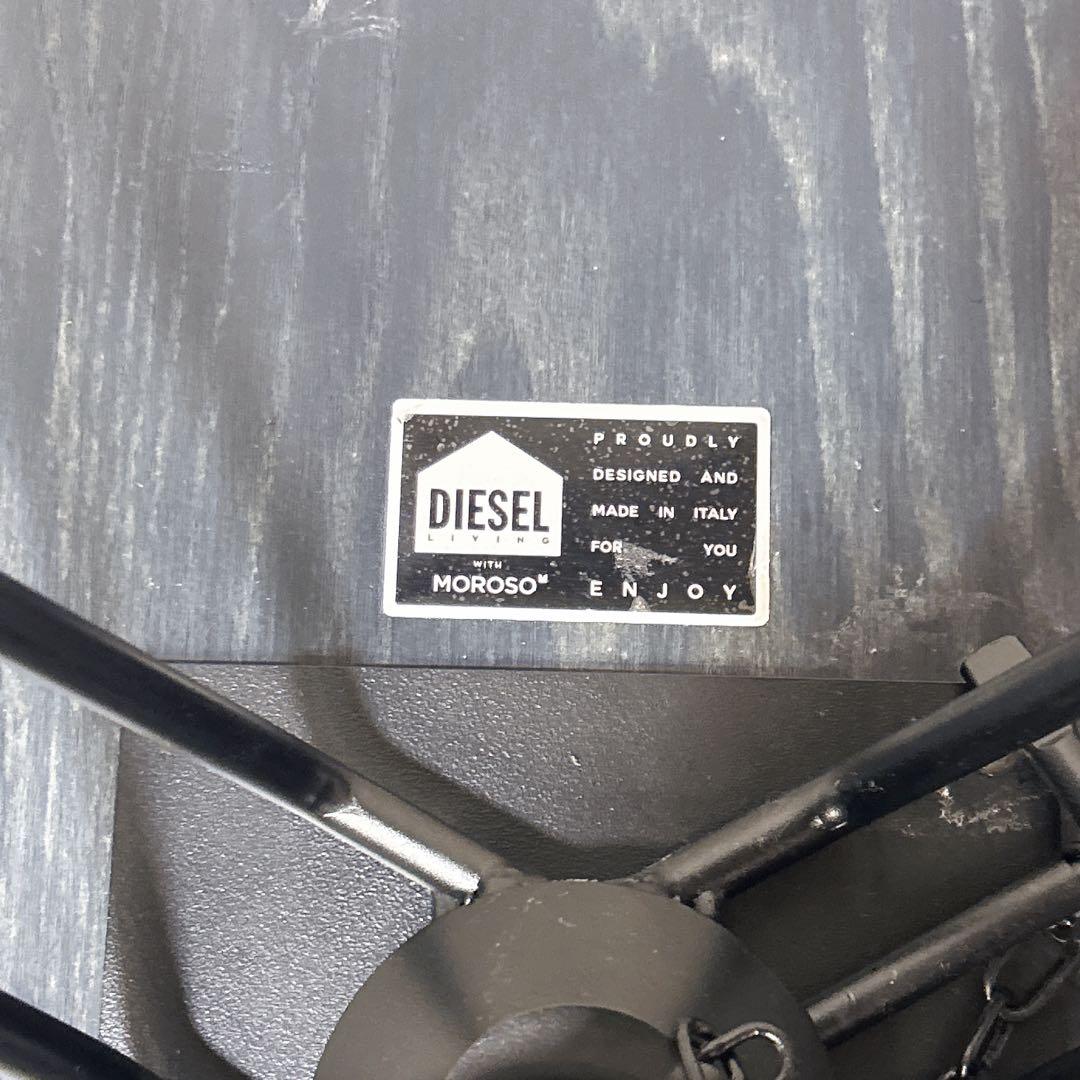 DIESEL
LIVING
WITH
MOROSO
PROUDLY
DESIGNED AND
MADE IN ITALY
FOR YOU
ENJOY